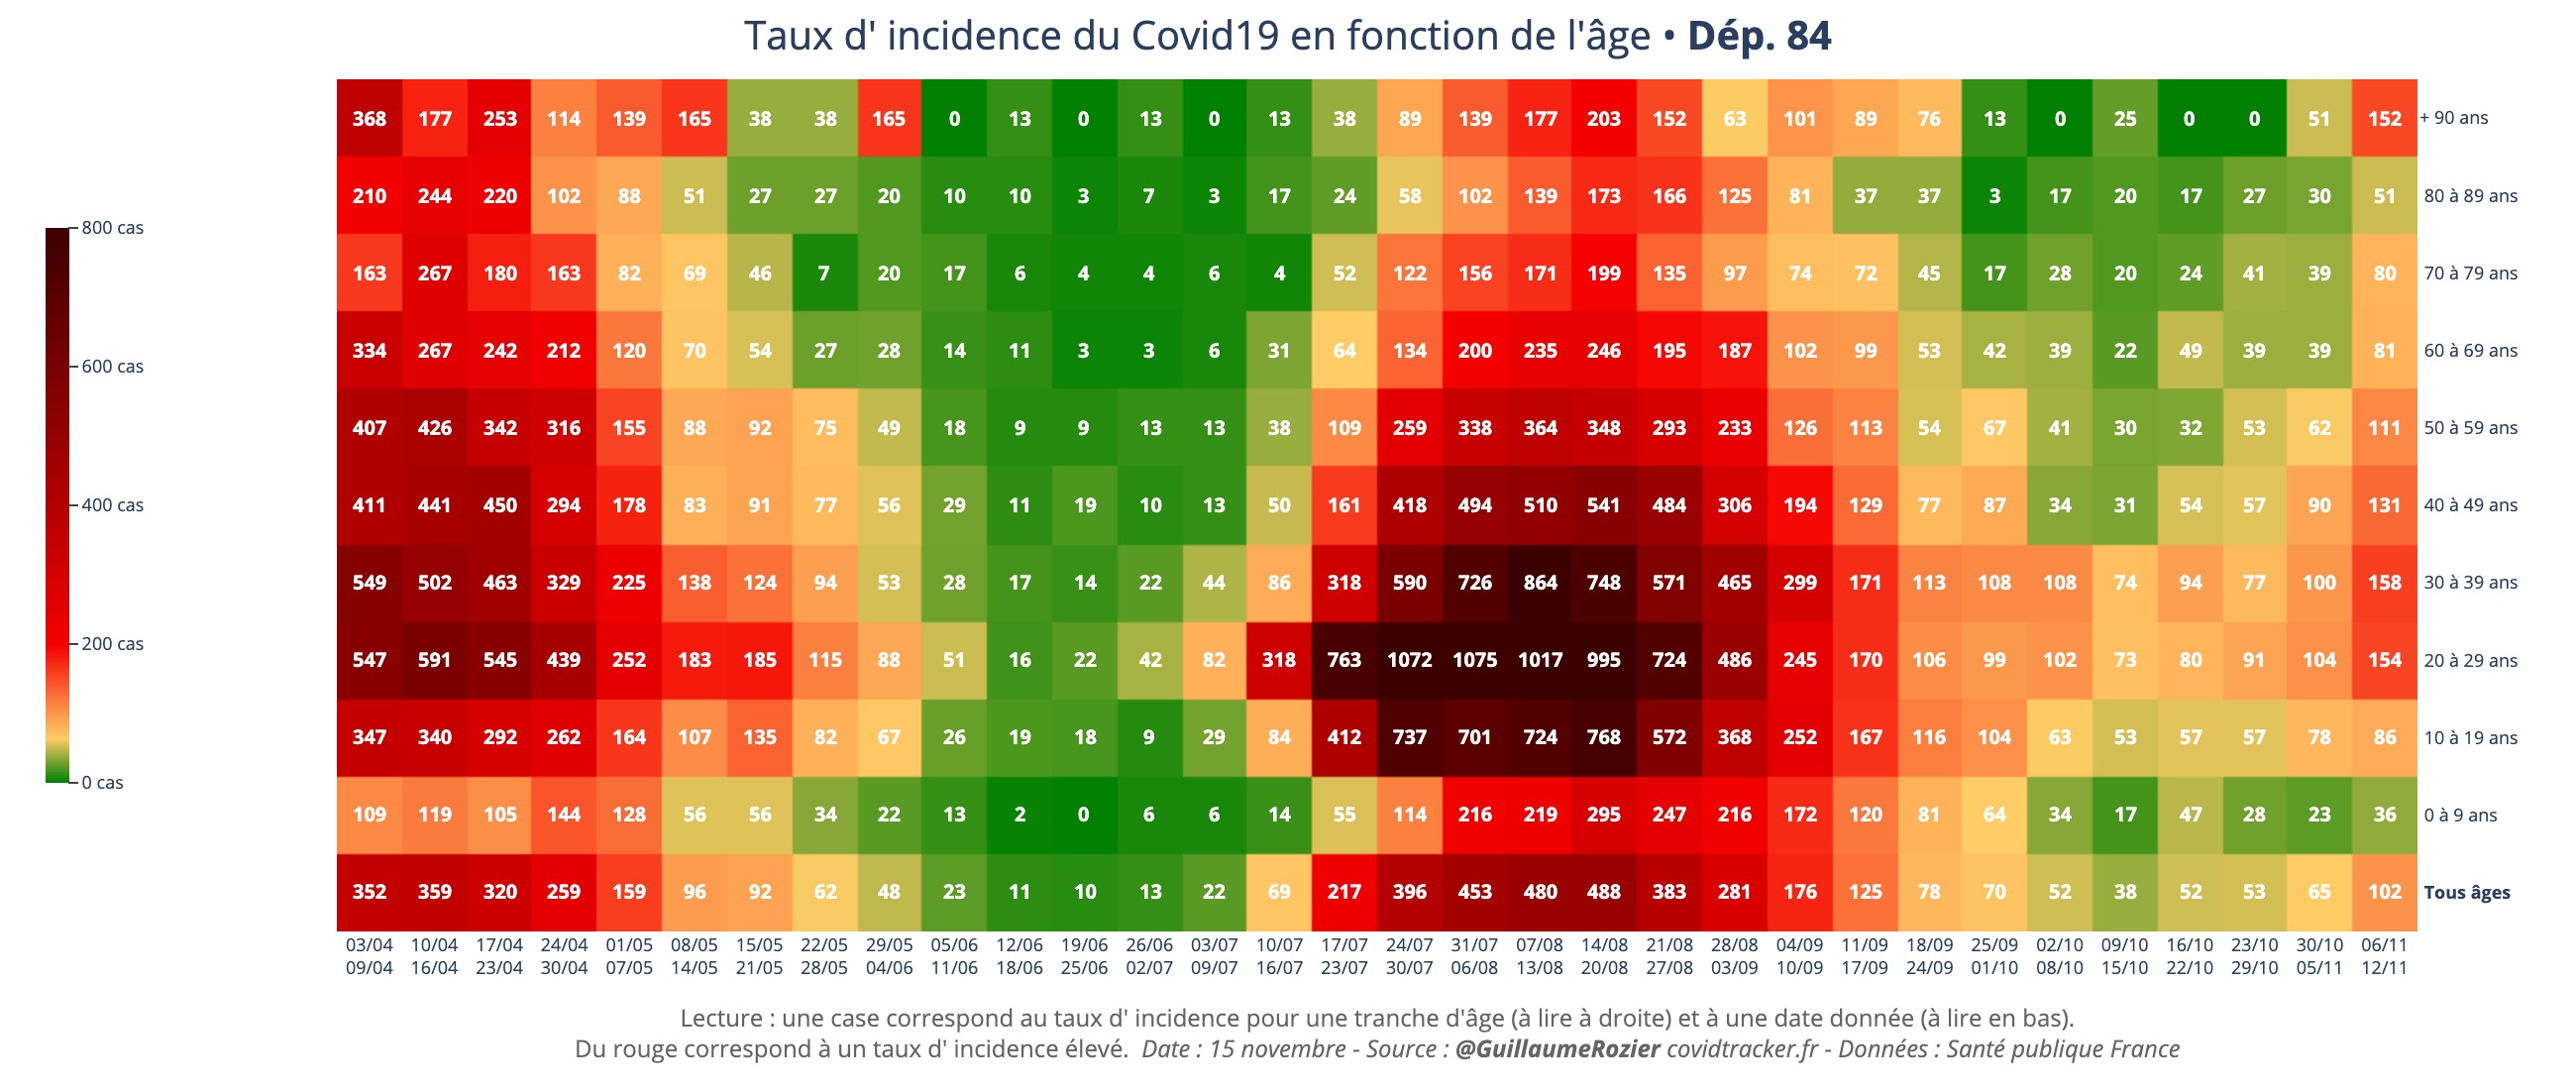 Taux d' incidence du Covid19 en fonction de l'âge • Dép. 84
368 177 253 114 139 165 38 38 165 0 13 0 13 0 13 38 89 139 177 203 152 63 101 89 76 13 0 25 0 0 51 152 + 90 ans
210 244 220 102 88 51 27 27 20 10 10 3 7 3 17 24 58 102 139 173 166 125 81 37 37 3 17 20 17 27 30 51 80 à 89 ans
800 cas
163 267 180 163 82 69 46 7 20 17 6 4 4 6 4 52 122 156 171 199 135 97 74 72 45 17 28 20 24 41 39 80 70 à 79 ans
334 267 242 212 120 70 54 27 28 14 11 3 3 6 31 64 134 200 235 246 195 187 102 99 53 42 39 22 49 39 39 81 60 à 69 ans
600 cas
407 426 342 316 155 88 92 75 49 18 9 9 13 13 38 109 259 338 364 348 293 233 126 113 54 67 41 30 32 53 62 111 50 à 59 ans
400 cas
411 441 450 294 178 83 91 77 56 29 11 19 10 13 50 161 418 494 510 541 484 306 194 129 77 87 34 31 54 57 90 131 40 à 49 ans
549 502 463 329 225 138 124 94 53 28 17 14 22 44 86 318 590 726 864 748 571 465 299 171 113 108 108 74 94 77 100 158 30 à 39 ans
200 cas
547 591 545 439 252 183 185 115 88 51 16 22 42 82 318 763 1072 1075 1017 995 724 486 245 170 106 99 102 73 80 91 104 154 20 à 29 ans
347 340 292 262 164 107 135 82 67 26 19 18 9 29 84 412 737 701 724 768 572 368 252 167 116 104 63 53 57 57 78 86 10 à 19 ans
0 cas
109 119 105 144 128 56 56 34 22 13 2 0 6 6 14 55 114 216 219 295 247 216 172 120 81 64 34 17 47 28 23 36 0 à 9 ans
352 359 320 259 159 96 92 62 48 23 11 10 13 22 69 217 396 453 480 488 383 281 176 125 78 70 52 38 52 53 65 102 Tous âges
03/04 10/04 17/04 24/04 01/05 08/05 15/05 22/05 29/05 05/06 12/06 19/06 26/06 03/07 10/07 17/07 24/07 31/07 07/08 14/08 21/08 28/08 04/09 11/09 18/09 25/09 02/10 09/10 16/10 23/10 30/10 06/11
09/04 16/04 23/04 30/04 07/05 14/05 21/05 28/05 04/06 11/06 18/06 25/06 02/07 09/07 16/07 23/07 30/07 06/08 13/08 20/08 27/08 03/09 10/09 17/09 24/09 01/10 08/10 15/10 22/10 29/10 05/11 12/11
Lecture : une case correspond au taux d' incidence pour une tranche d'âge (à lire à droite) et à une date donnée (à lire en bas).
Du rouge correspond à un taux d' incidence élevé. Date : 15 novembre - Source : @GuillaumeRozier covidtracker.fr - Données : Santé publique France